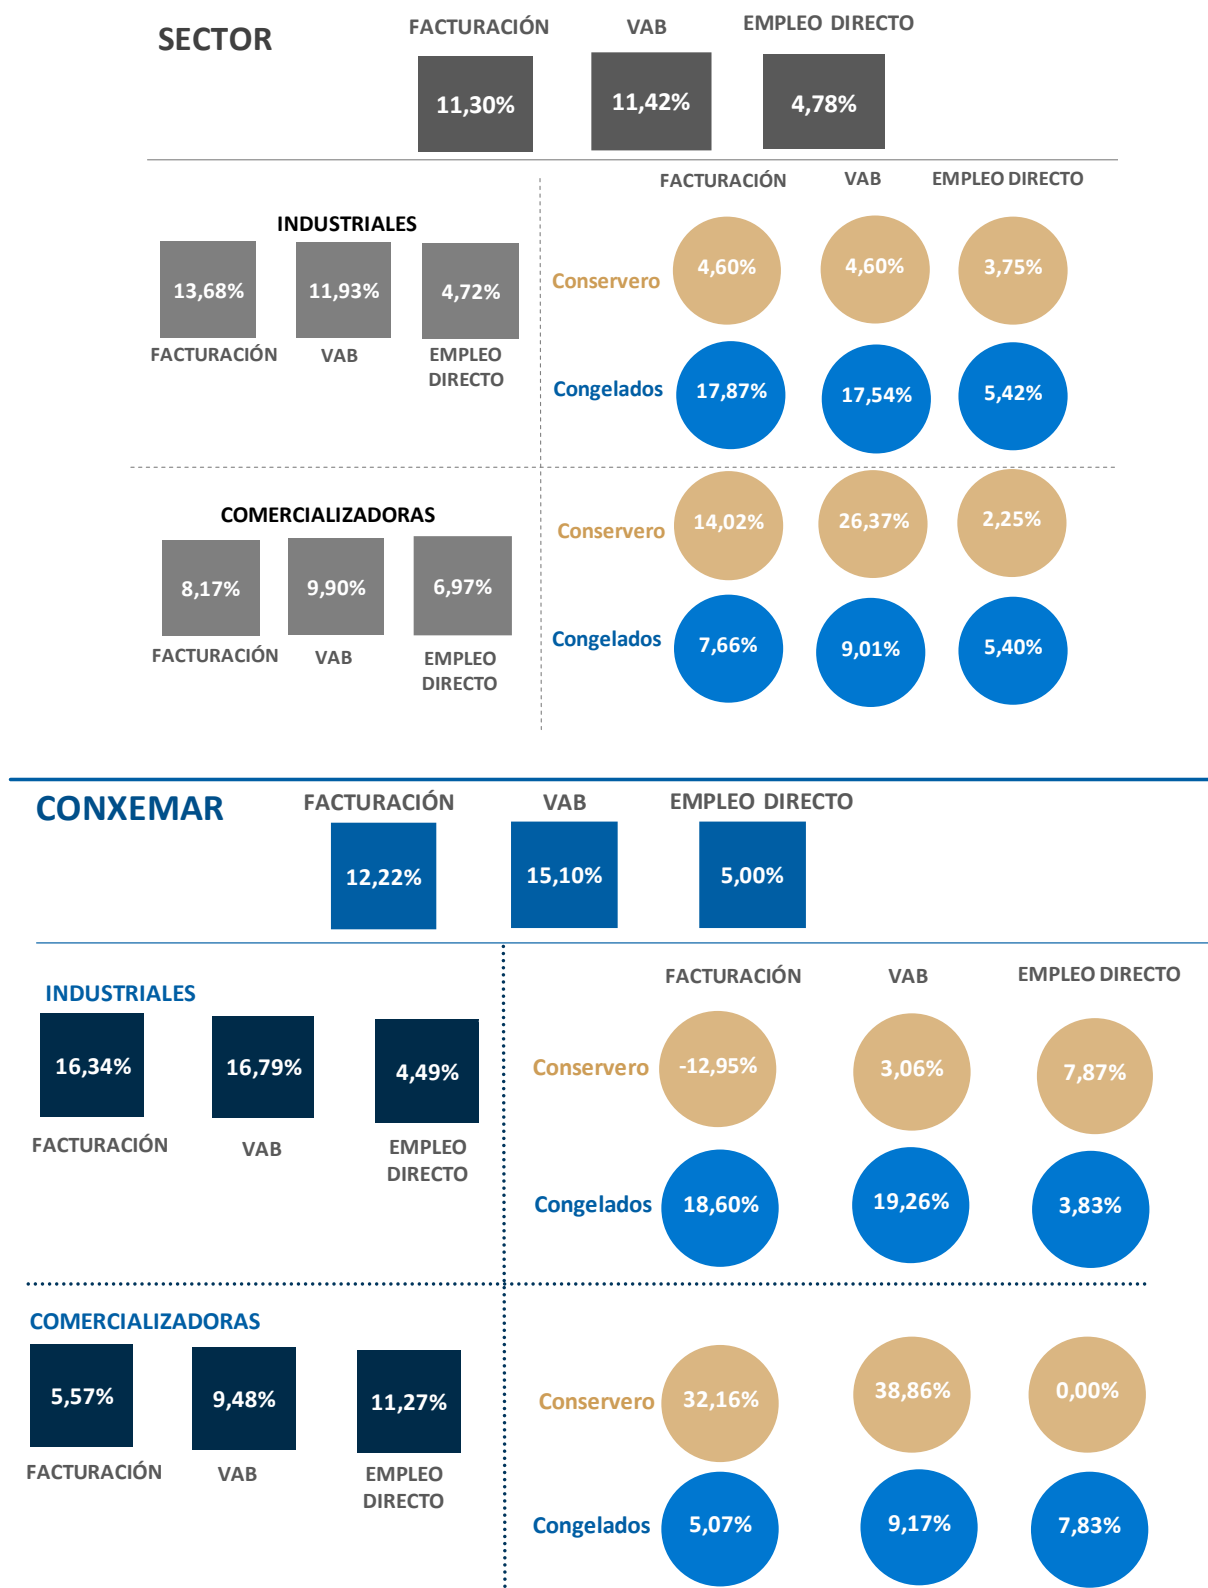 SECTOR
FACTURACIÓN VAB EMPLEO DIRECTO
11,30% 11,42% 4,78%
INDUSTRIALES
13,68% 11,93% 4,72%
FACTURACIÓN VAB EMPLEO
DIRECTO
FACTURACIÓN VAB EMPLEO DIRECTO
Conservero 4,60% 4,60% 3,75%
Congelados 17,87% 17,54% 5,42%
COMERCIALIZADORAS
8,17% 9,90% 6,97%
FACTURACIÓN VAB EMPLEO
DIRECTO
Conservero 14,02% 26,37% 2,25%
Congelados 7,66% 9,01% 5,40%
CONXEMAR
FACTURACIÓN VAB EMPLEO DIRECTO
12,22% 15,10% 5,00%
INDUSTRIALES
16,34% 16,79% 4,49%
FACTURACIÓN VAB EMPLEO
DIRECTO
FACTURACIÓN VAB EMPLEO DIRECTO
Conservero -12,95% 3,06% 7,87%
Congelados 18,60% 19,26% 3,83%
COMERCIALIZADORAS
5,57% 9,48% 11,27%
FACTURACIÓN VAB EMPLEO
DIRECTO
Conservero 32,16% 38,86% 0,00%
Congelados 5,07% 9,17% 7,83%